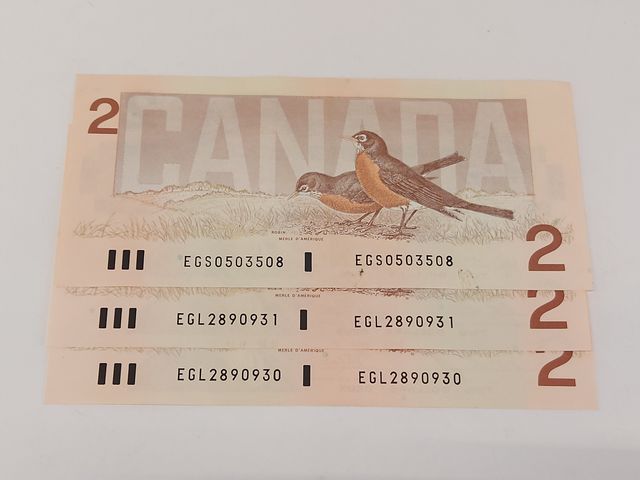 2 CANADA
ROBIN
MERLE D'AMÉRIQUE
EGS0503508 EGS0503508 2
MERLE D'AMÉRIQUE
EGL2890931 EGL2890931 2
MERLE D'AMÉRIQUE
EGL2890930 EGL2890930 2